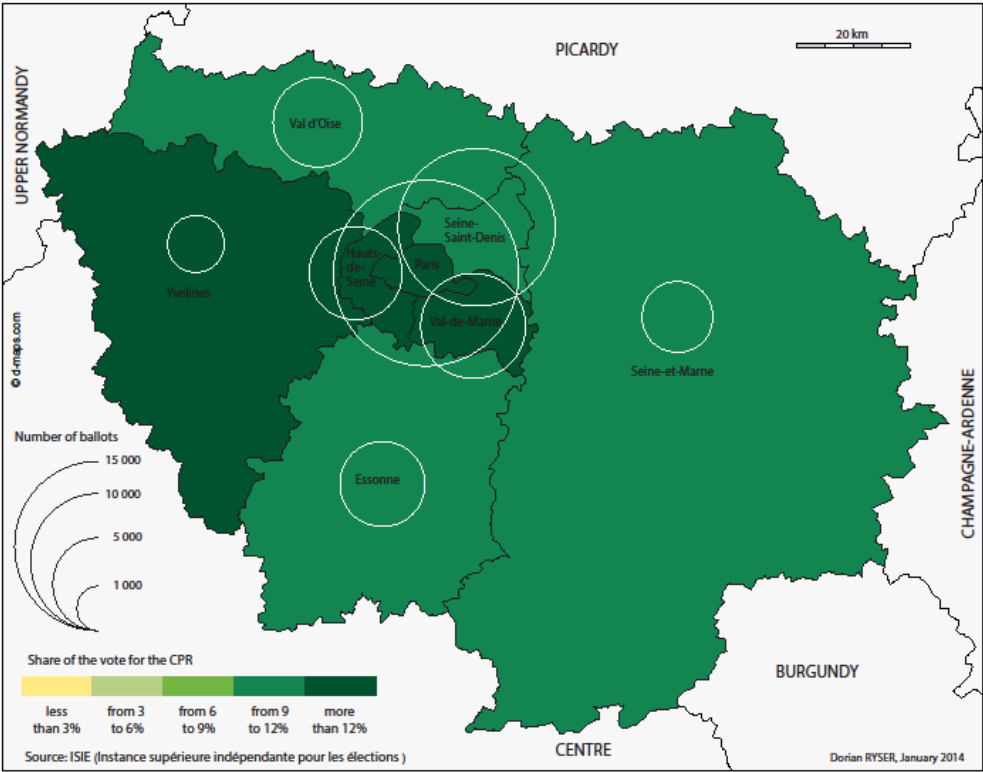 20 km
PICARDY
UPPER NORMANDY
Val d'Oise
Seine-
Saint-Denis
Hauts-
de-
Seine
Paris
Yvelines
Val-de-Marne
Seine-et-Marne
© d-maps.com
CHAMPAGNE-ARDENNE
Number of ballots
15 000
10 000
5 000
1 000
Essonne
Share of the vote for the CPR
less
than 3%
from 3
to 6%
from 6
to 9%
from 9
to 12%
more
than 12%
BURGUNDY
CENTRE
Source: ISIE (Instance supérieure indépendante pour les élections )
Dorian RYSER, January 2014